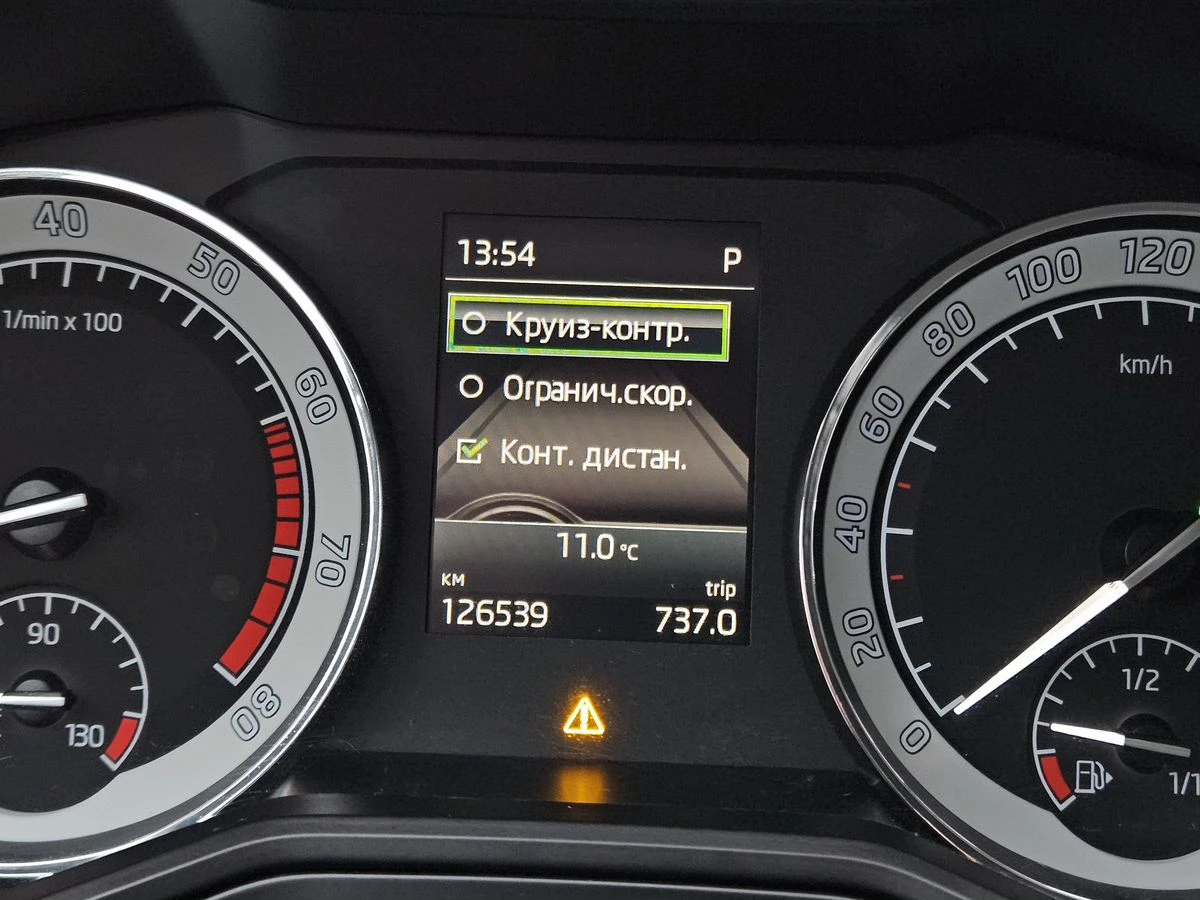 40
50
60
70
80
1/min x 100
90
130
13:54 P
Круиз-контр.
Огранич.скор.
Конт. дистан.
11.0 °C
км trip
126539 737.0
120
100
80
60
40
20
0
km/h
1/2
1/1